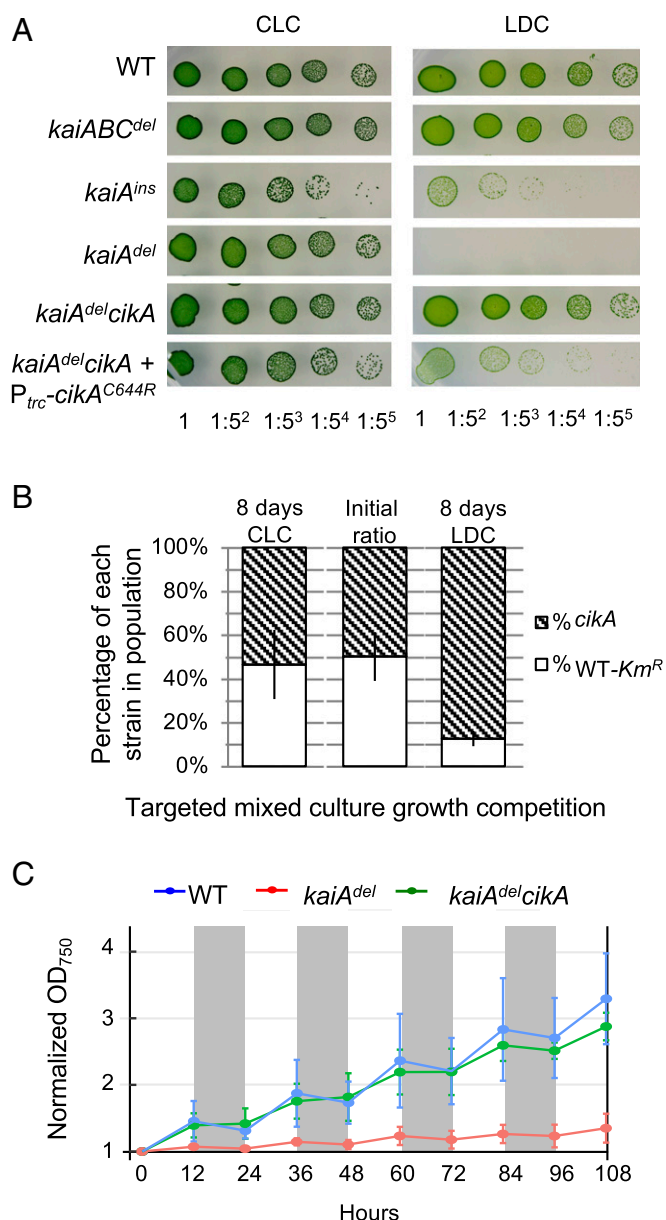 A
CLC LDC
WT
kaiABCᵈᵉˡ
kaiAⁱⁿˢ
kaiAᵈᵉˡ
kaiAᵈᵉˡcikA
kaiAᵈᵉˡcikA +
Pₜᵣ꜀-cikAᶜ⁶⁴⁴ᴿ
1 1:5² 1:5³ 1:5⁴ 1:5⁵ 1 1:5² 1:5³ 1:5⁴ 1:5⁵
B
8 days CLC
Initial ratio
8 days LDC
Percentage of each
strain in population
100%
80%
60%
40%
20%
0%
% cikA
% WT-Kmᴿ
Targeted mixed culture growth competition
C
WT kaiAᵈᵉˡ kaiAᵈᵉˡcikA
Normalized OD₇₅₀
4
3
2
1
0 12 24 36 48 60 72 84 96 108
Hours